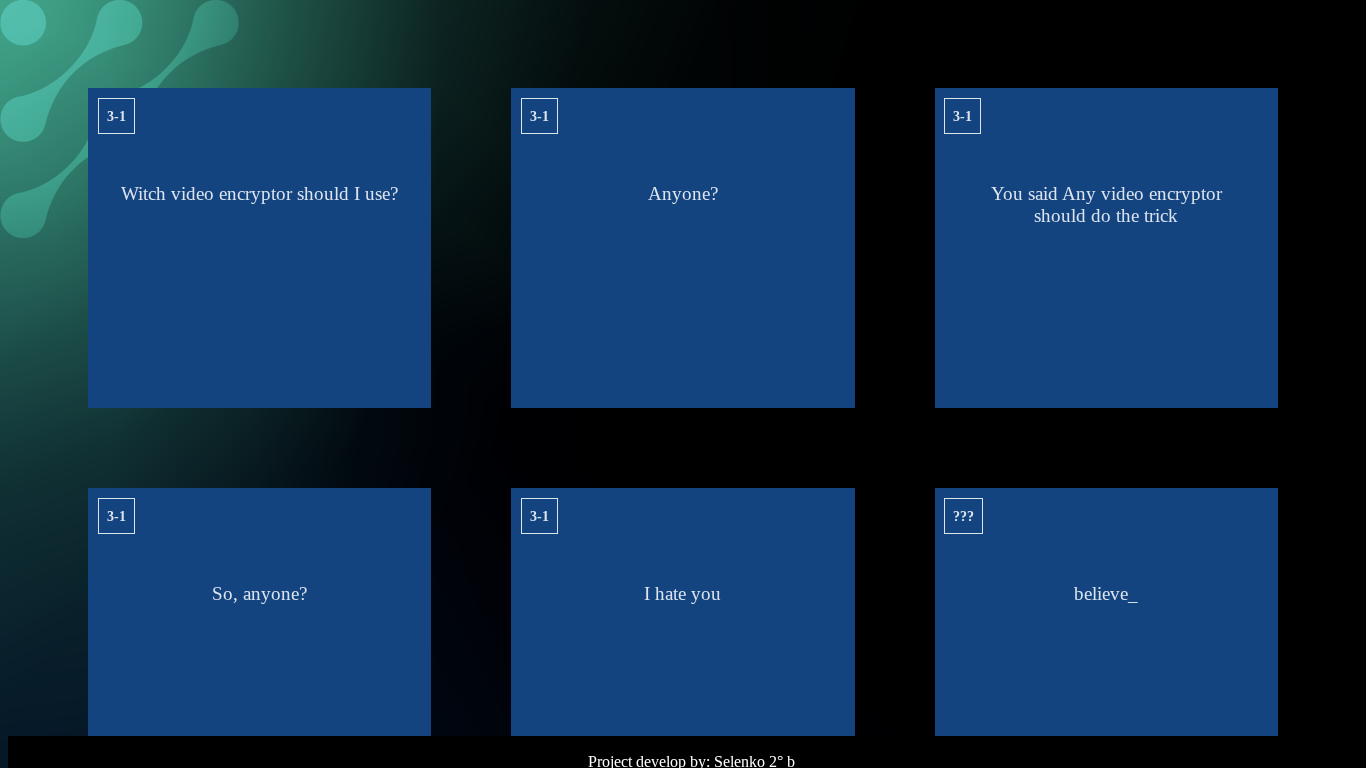 3-1
Witch video encryptor should I use?
3-1
Anyone?
3-1
You said Any video encryptor
should do the trick
3-1
So, anyone?
3-1
I hate you
???
believe_
Project develop by: Selenko 2° b